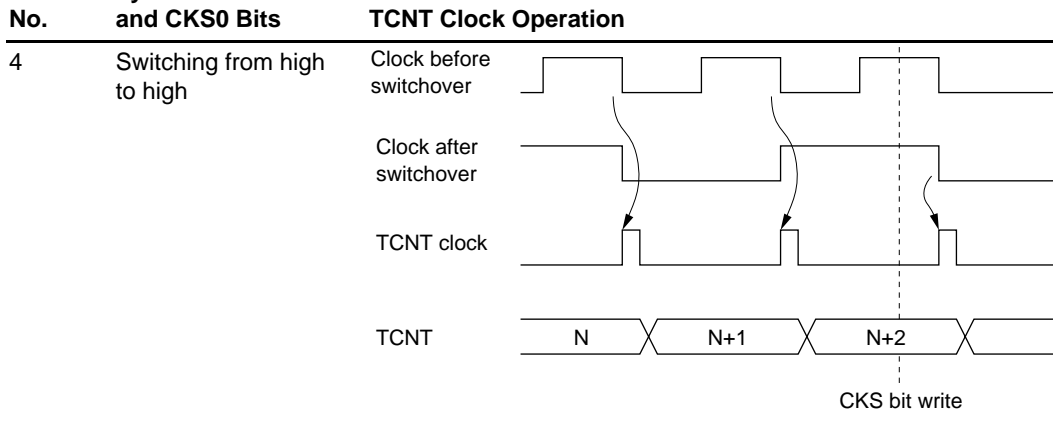 No. and CKS0 Bits TCNT Clock Operation
4 Switching from high to high
Clock before switchover
Clock after switchover
TCNT clock
TCNT N N+1 N+2
CKS bit write